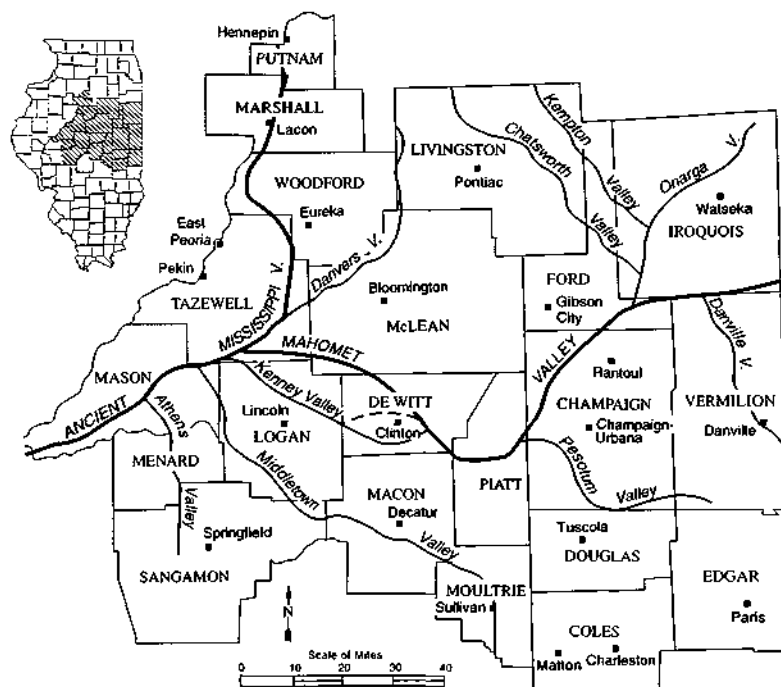 Hennepin
PUTNAM
MARSHALL
Lacon
LIVINGSTON
Pontiac
Kempton
Valley
Chatsworth
Valley
Onarga V.
Watseka
IROQUOIS
WOODFORD
Eureka
East
Peoria
Pekin
TAZEWELL
Danvers V.
Bloomington
McLEAN
FORD
Gibson
City
MISSISSIPPI V.
MAHOMET
VALLEY
Danville V.
MASON
ANCIENT
Athens
Valley
Kenney Valley
Lincoln
LOGAN
DE WITT
Clinton
Rantoul
CHAMPAIGN
Champaign-
Urbana
VERMILION
Danville
MENARD
Middletown
Valley
MACON
Decatur
PIATT
Pesotum
Valley
Springfield
SANGAMON
Tuscola
DOUGLAS
MOULTRIE
Sullivan
EDGAR
Paris
COLES
Mattoon
Charleston
N
Scale of Miles
0 10 20 30 40